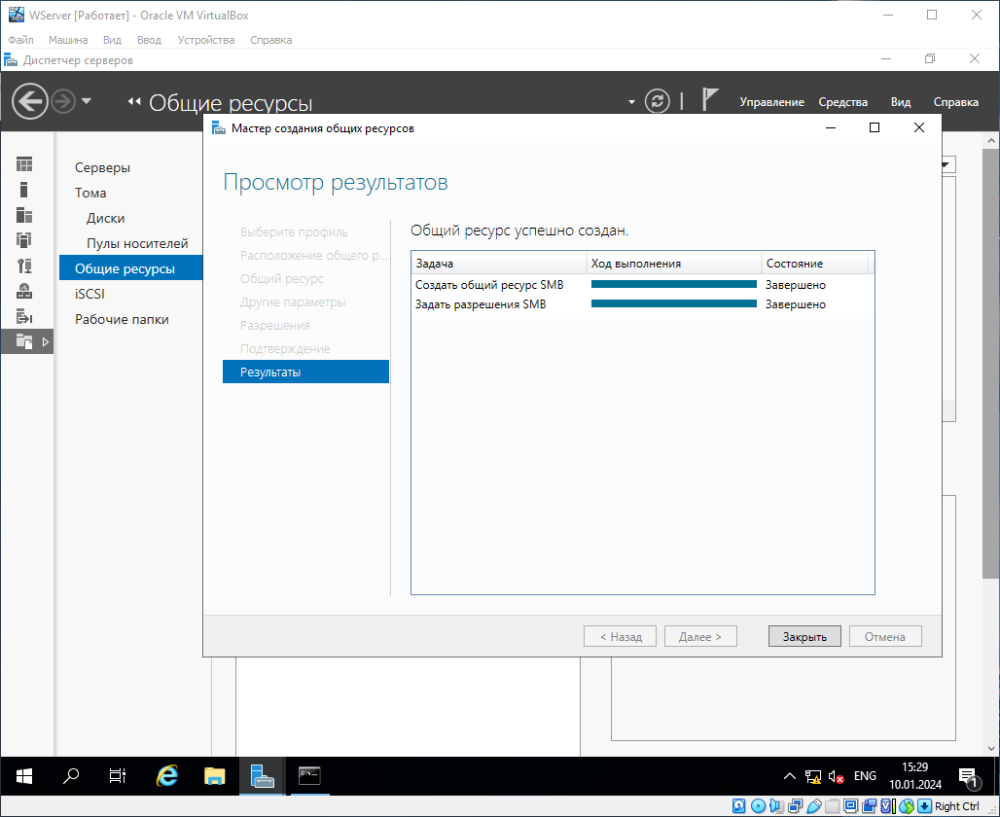 WServer [Работает] - Oracle VM VirtualBox
Файл Машина Вид Ввод Устройства Справка
Диспетчер серверов
Общие ресурсы
Управление Средства Вид Справка
Мастер создания общих ресурсов
Серверы
Тома
Диски
Пулы носителей
Общие ресурсы
iSCSI
Рабочие папки
Просмотр результатов
Выберите профиль
Расположение общего р...
Общий ресурс
Другие параметры
Разрешения
Подтверждение
Результаты
Общий ресурс успешно создан.
Задача Ход выполнения Состояние
Создать общий ресурс SMB Завершено
Задать разрешения SMB Завершено
< Назад Далее > Закрыть Отмена
ENG
15:29
10.01.2024
1
Right Ctrl